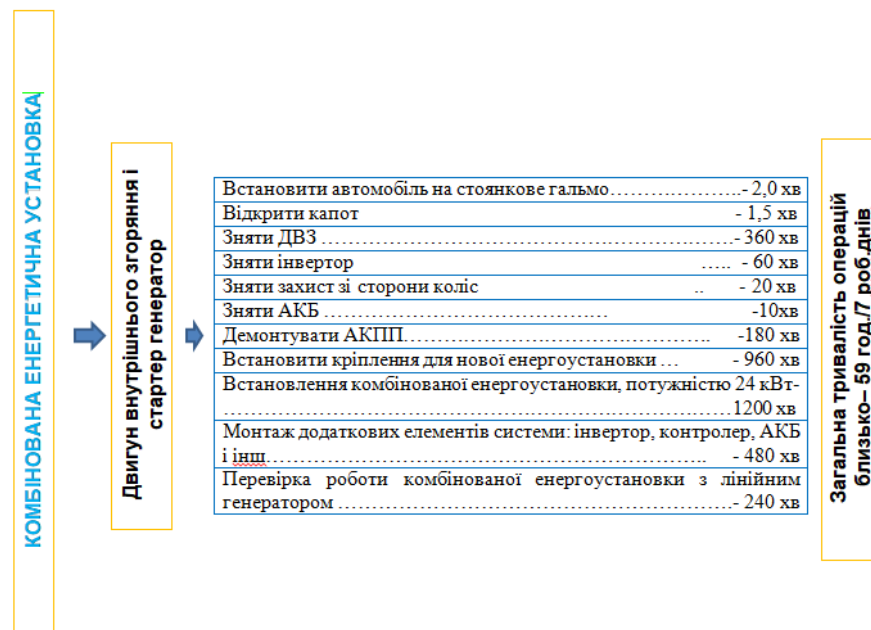 КОМБІНОВАНА ЕНЕРГЕТИЧНА УСТАНОВКА
Двигун внутрішнього згоряння і
стартер генератор
Встановити автомобіль на стоянкове гальмо………………..- 2,0 хв
Відкрити капот - 1,5 хв
Зняти ДВЗ …………………………………………………….- 360 хв
Зняти інвертор ….. - 60 хв
Зняти захист зі сторони коліс .. - 20 хв
Зняти АКБ …………………………………… -10хв
Демонтувати АКПП………………………………….. -180 хв
Встановити кріплення для нової енергоустановки … - 960 хв
Встановлення комбінованої енергоустановки, потужністю 24 кВт-
…………………………………………………………………1200 хв
Монтаж додаткових елементів системи: інвертор, контролер, АКБ
і інш……………………………………………………….. - 480 хв
Перевірка роботи комбінованої енергоустановки з лінійним
генератором ………………………………………………….- 240 хв
Загальна тривалість операцій
близько– 59 год./7 роб.днів